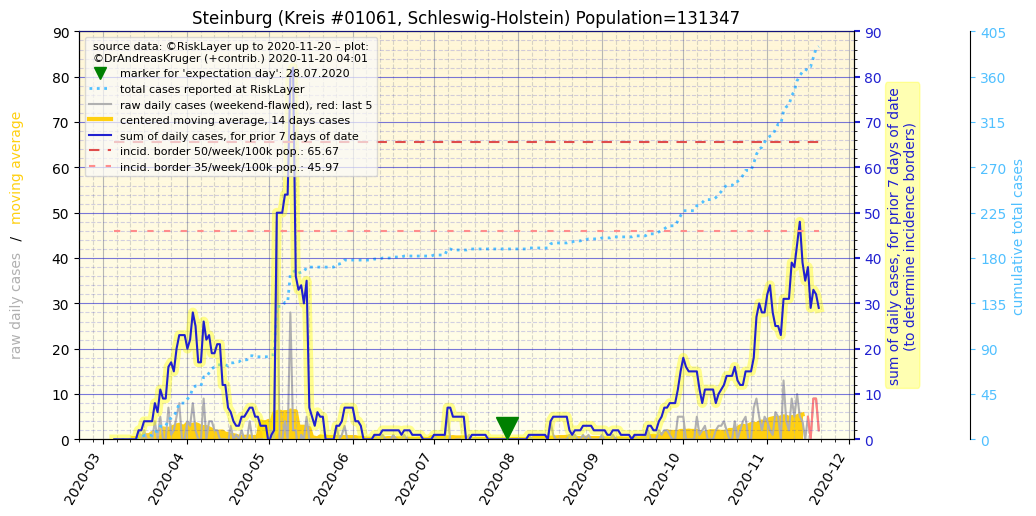 Steinburg (Kreis #01061, Schleswig-Holstein) Population=131347
source data: ©RiskLayer up to 2020-11-20 – plot:
©DrAndreasKruger (+contrib.) 2020-11-20 04:01
marker for 'expectation day': 28.07.2020
total cases reported at RiskLayer
raw daily cases (weekend-flawed), red: last 5
centered moving average, 14 days cases
sum of daily cases, for prior 7 days of date
incid. border 50/week/100k pop.: 65.67
incid. border 35/week/100k pop.: 45.97
raw daily cases / moving average
90
80
70
60
50
40
30
20
10
0
2020-03
2020-04
2020-05
2020-06
2020-07
2020-08
2020-09
2020-10
2020-11
2020-12
90
80
70
60
50
40
30
20
10
0
sum of daily cases, for prior 7 days of date
(to determine incidence borders)
405
360
315
270
225
180
135
90
45
0
cumulative total cases